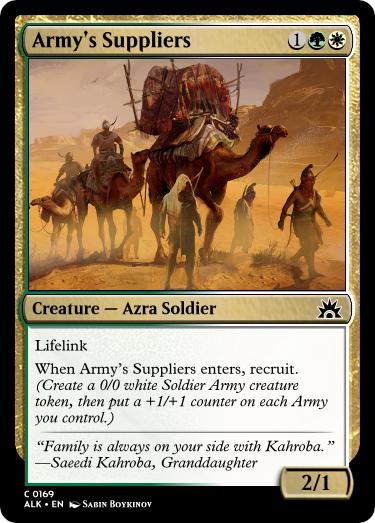 Army's Suppliers 1
Creature — Azra Soldier
Lifelink
When Army's Suppliers enters, recruit.
(Create a 0/0 white Soldier Army creature
token, then put a +1/+1 counter on each Army
you control.)
"Family is always on your side with Kahroba."
—Saeedi Kahroba, Granddaughter
2/1
C 0169
ALK • EN Sabin Boykinov